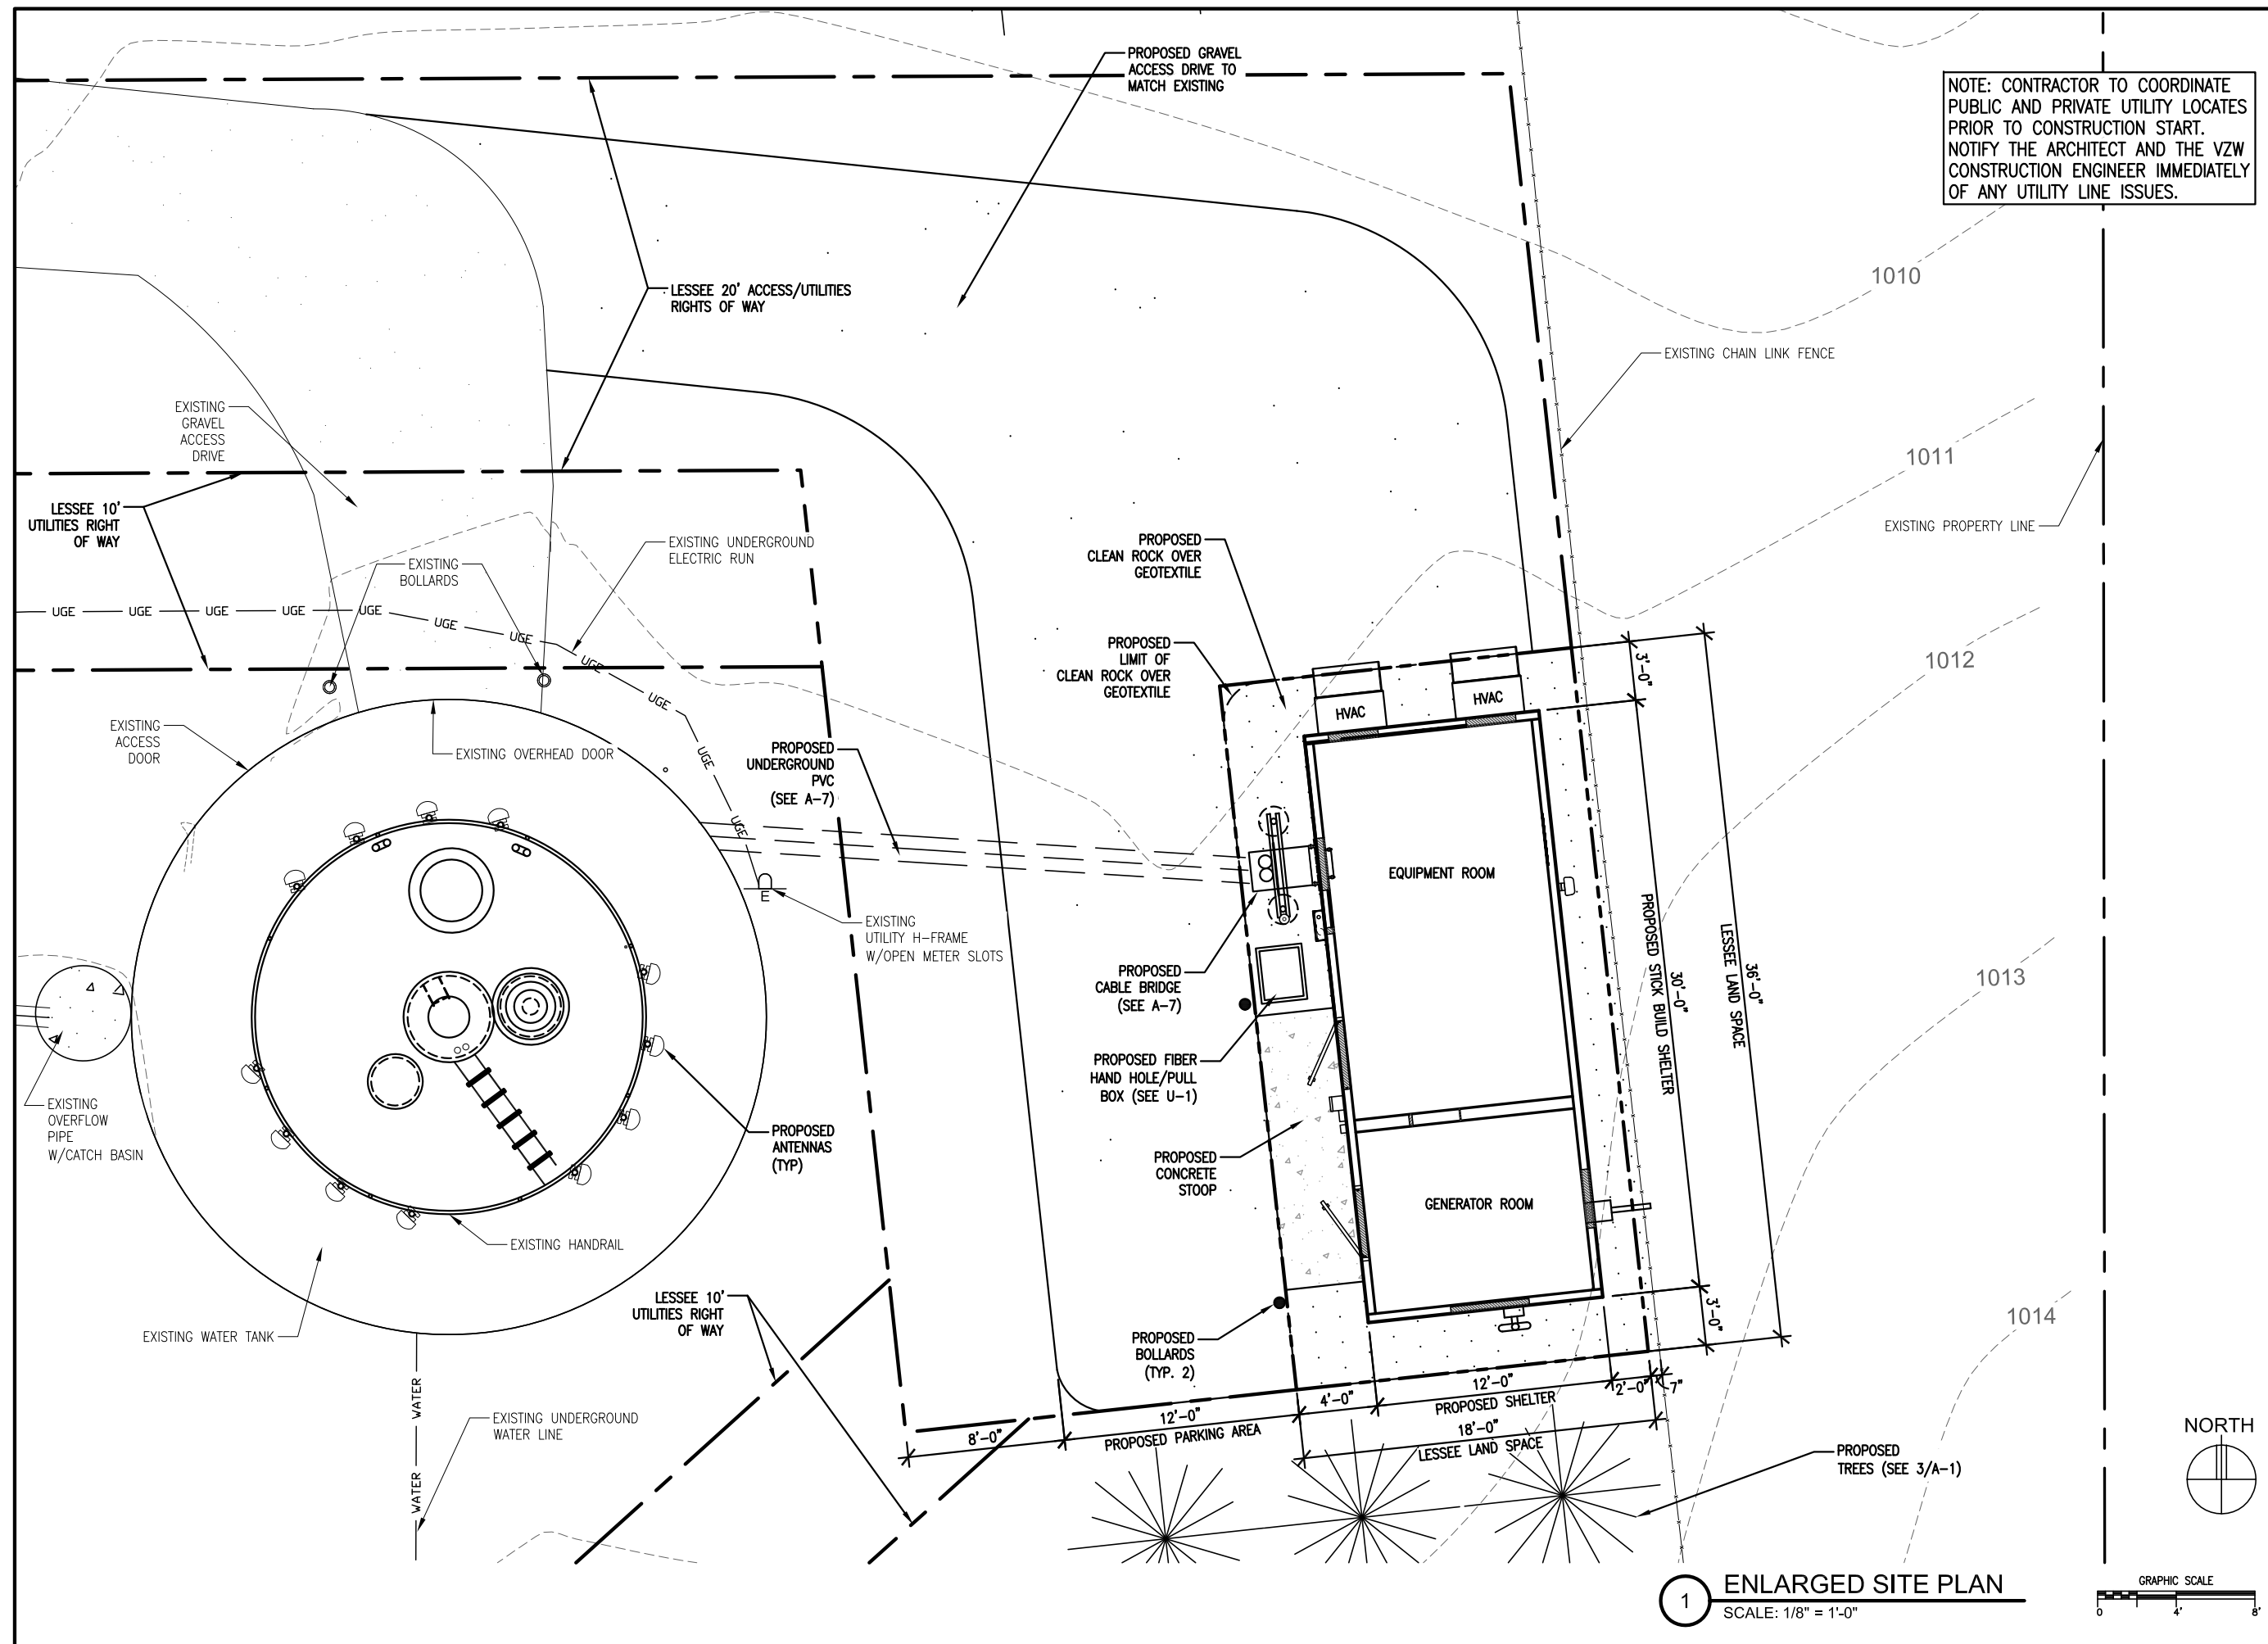 PROPOSED GRAVEL
ACCESS DRIVE TO
MATCH EXISTING
NOTE: CONTRACTOR TO COORDINATE
PUBLIC AND PRIVATE UTILITY LOCATES
PRIOR TO CONSTRUCTION START.
NOTIFY THE ARCHITECT AND THE VZW
CONSTRUCTION ENGINEER IMMEDIATELY
OF ANY UTILITY LINE ISSUES.
1010
LESSEE 20' ACCESS/UTILITIES
RIGHTS OF WAY
EXISTING CHAIN LINK FENCE
EXISTING
GRAVEL
ACCESS
DRIVE
1011
LESSEE 10'
UTILITIES RIGHT
OF WAY
EXISTING PROPERTY LINE
EXISTING UNDERGROUND
ELECTRIC RUN
PROPOSED
CLEAN ROCK OVER
GEOTEXTILE
EXISTING
BOLLARDS
UGE UGE UGE UGE UGE UGE UGE UGE UGE UGE UGE
PROPOSED
LIMIT OF
CLEAN ROCK OVER
GEOTEXTILE
3'-0"
1012
HVAC
HVAC
EXISTING
ACCESS
DOOR
EXISTING OVERHEAD DOOR
PROPOSED
UNDERGROUND
PVC
(SEE A-7)
EQUIPMENT ROOM
E
EXISTING
UTILITY H-FRAME
W/OPEN METER SLOTS
30'-0"
PROPOSED STICK BUILD SHELTER
36'-0"
LESSEE LAND SPACE
1013
PROPOSED
CABLE BRIDGE
(SEE A-7)
PROPOSED FIBER
HAND HOLE/PULL
BOX (SEE U-1)
EXISTING
OVERFLOW
PIPE
W/CATCH BASIN
PROPOSED
ANTENNAS
(TYP)
PROPOSED
CONCRETE
STOOP
GENERATOR ROOM
EXISTING HANDRAIL
LESSEE 10'
UTILITIES RIGHT
OF WAY
3'-0"
1014
EXISTING WATER TANK
PROPOSED
BOLLARDS
(TYP. 2)
WATER
WATER
EXISTING UNDERGROUND
WATER LINE
8'-0"
12'-0"
PROPOSED PARKING AREA
4'-0"
12'-0"
PROPOSED SHELTER
2'-0"
7"
18'-0"
LESSEE LAND SPACE
PROPOSED
TREES (SEE 3/A-1)
NORTH
1
ENLARGED SITE PLAN
SCALE: 1/8" = 1'-0"
GRAPHIC SCALE
0 4' 8'